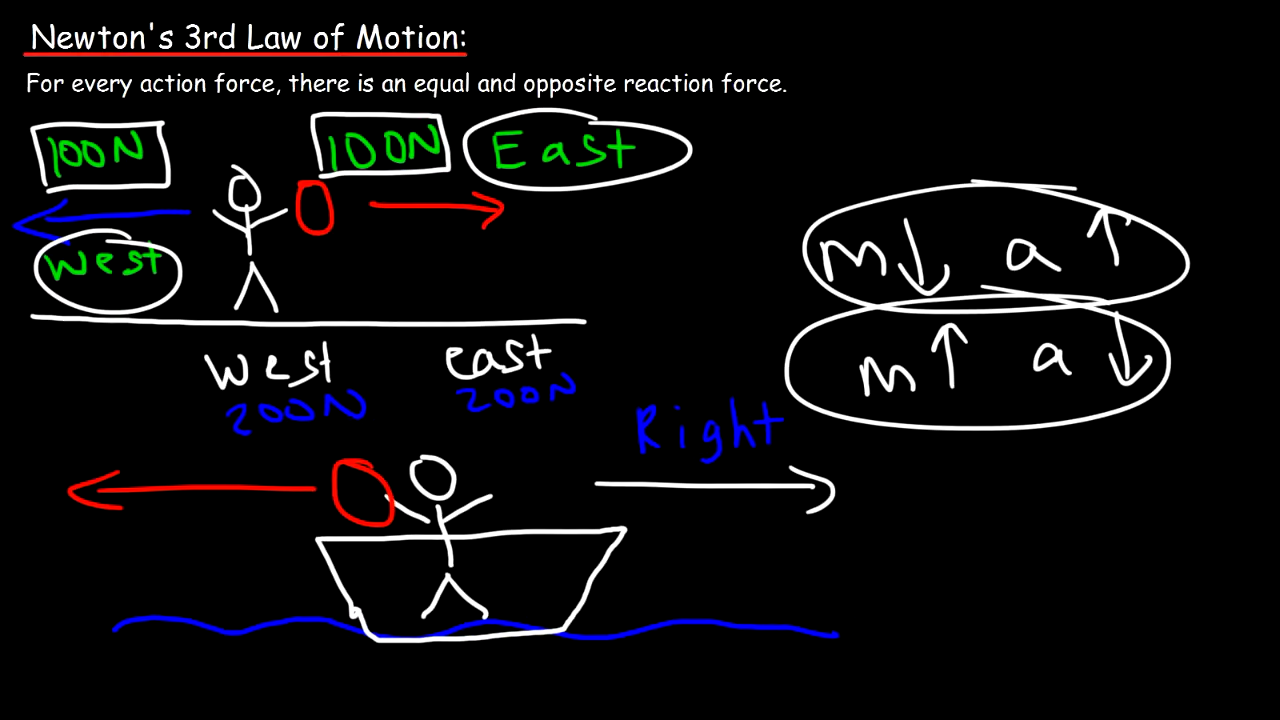 Newton's 3rd Law of Motion:
For every action force, there is an equal and opposite reaction force.
100N 100N East
West
m↓ a↑
m↑ a↓
West east
200N 200N
Right